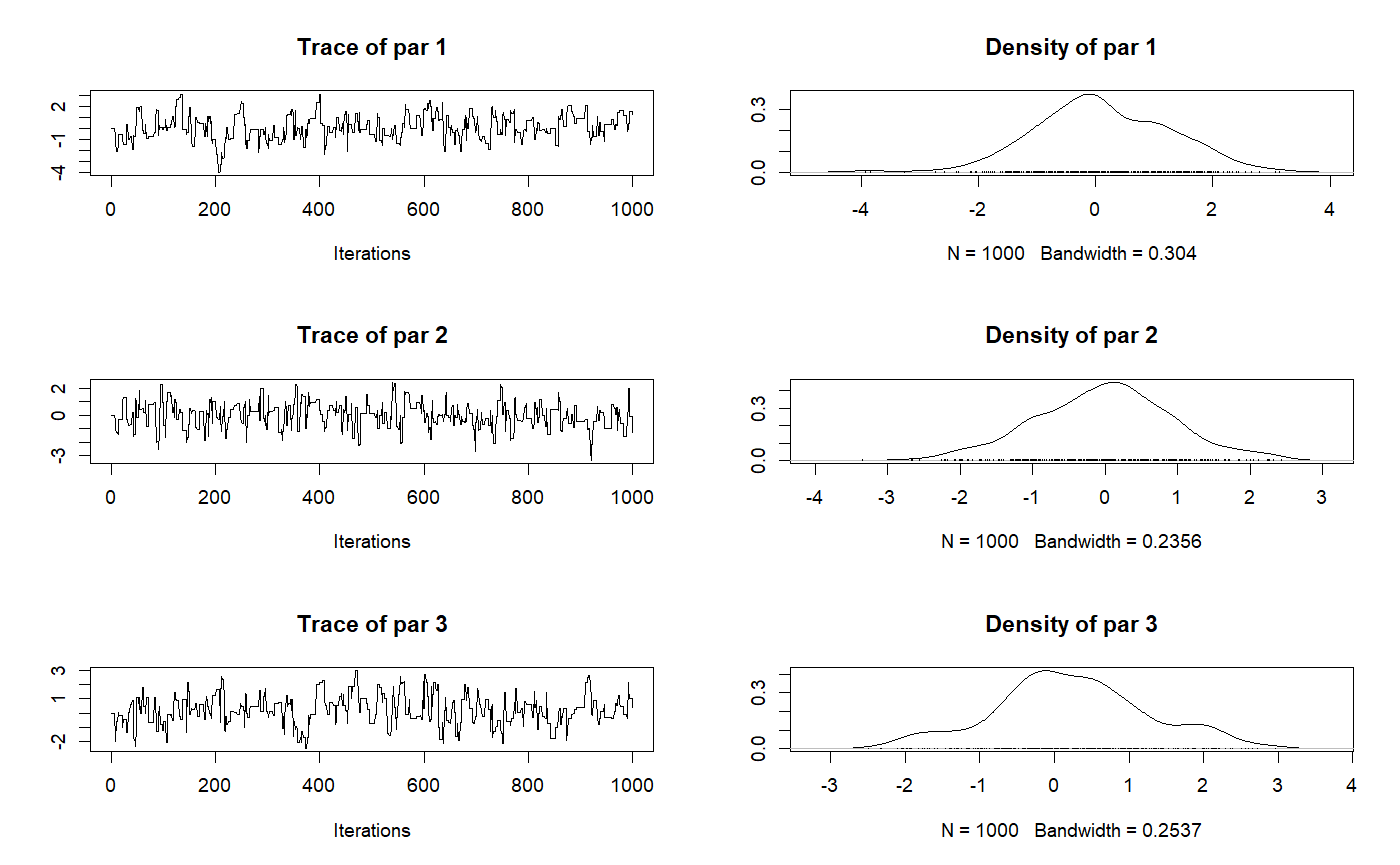 Trace of par 1
2
-1
-4
0 200 400 600 800 1000
Iterations
Density of par 1
0.3
0.0
-4 -2 0 2 4
N = 1000 Bandwidth = 0.304
Trace of par 2
2
0
-3
0 200 400 600 800 1000
Iterations
Density of par 2
0.3
0.0
-4 -3 -2 -1 0 1 2 3
N = 1000 Bandwidth = 0.2356
Trace of par 3
3
1
-2
0 200 400 600 800 1000
Iterations
Density of par 3
0.3
0.0
-3 -2 -1 0 1 2 3 4
N = 1000 Bandwidth = 0.2537